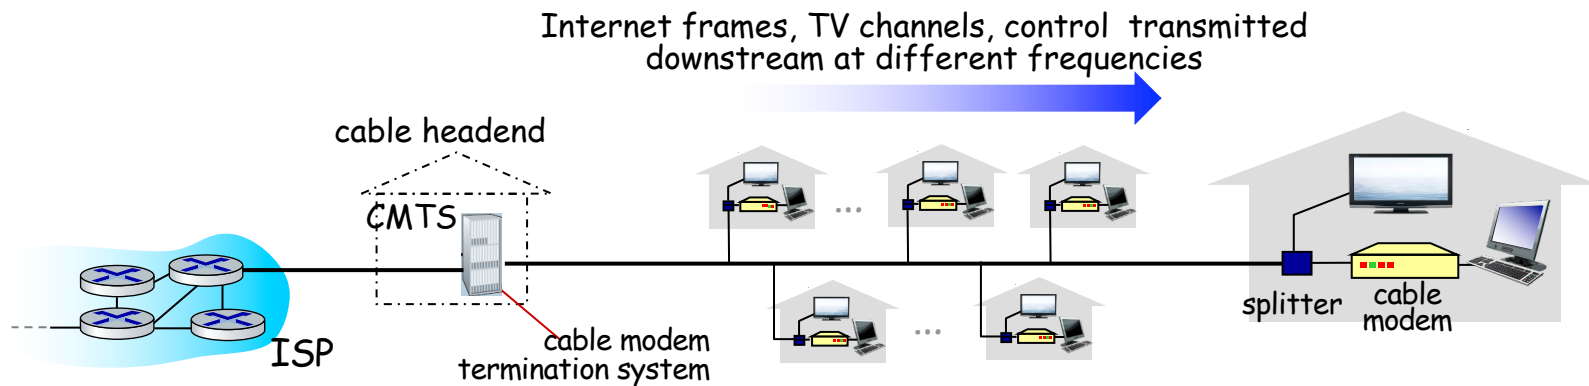 Internet frames, TV channels, control transmitted
downstream at different frequencies
cable headend
CMTS
ISP
cable modem
termination system
...
...
splitter
cable
modem